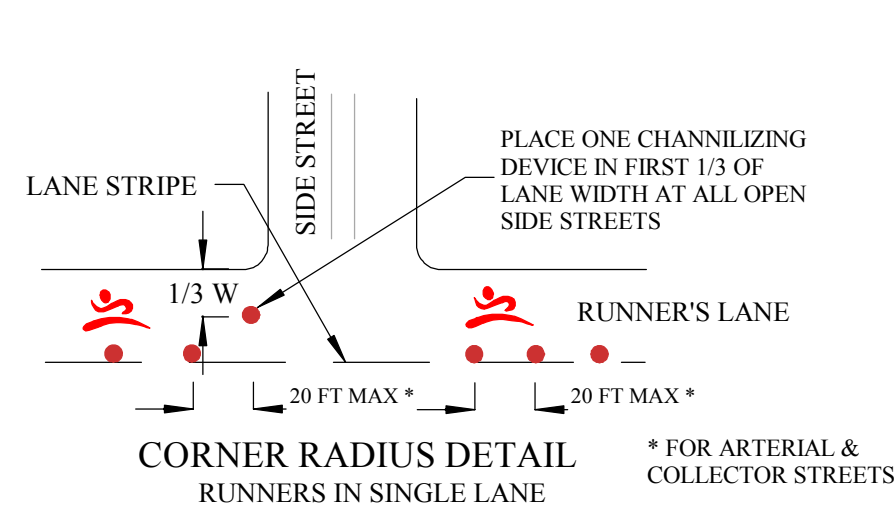 SIDE STREET
PLACE ONE CHANNILIZING
DEVICE IN FIRST 1/3 OF
LANE WIDTH AT ALL OPEN
SIDE STREETS
LANE STRIPE
1/3 W
RUNNER'S LANE
20 FT MAX *
20 FT MAX *
CORNER RADIUS DETAIL
RUNNERS IN SINGLE LANE
* FOR ARTERIAL &
COLLECTOR STREETS